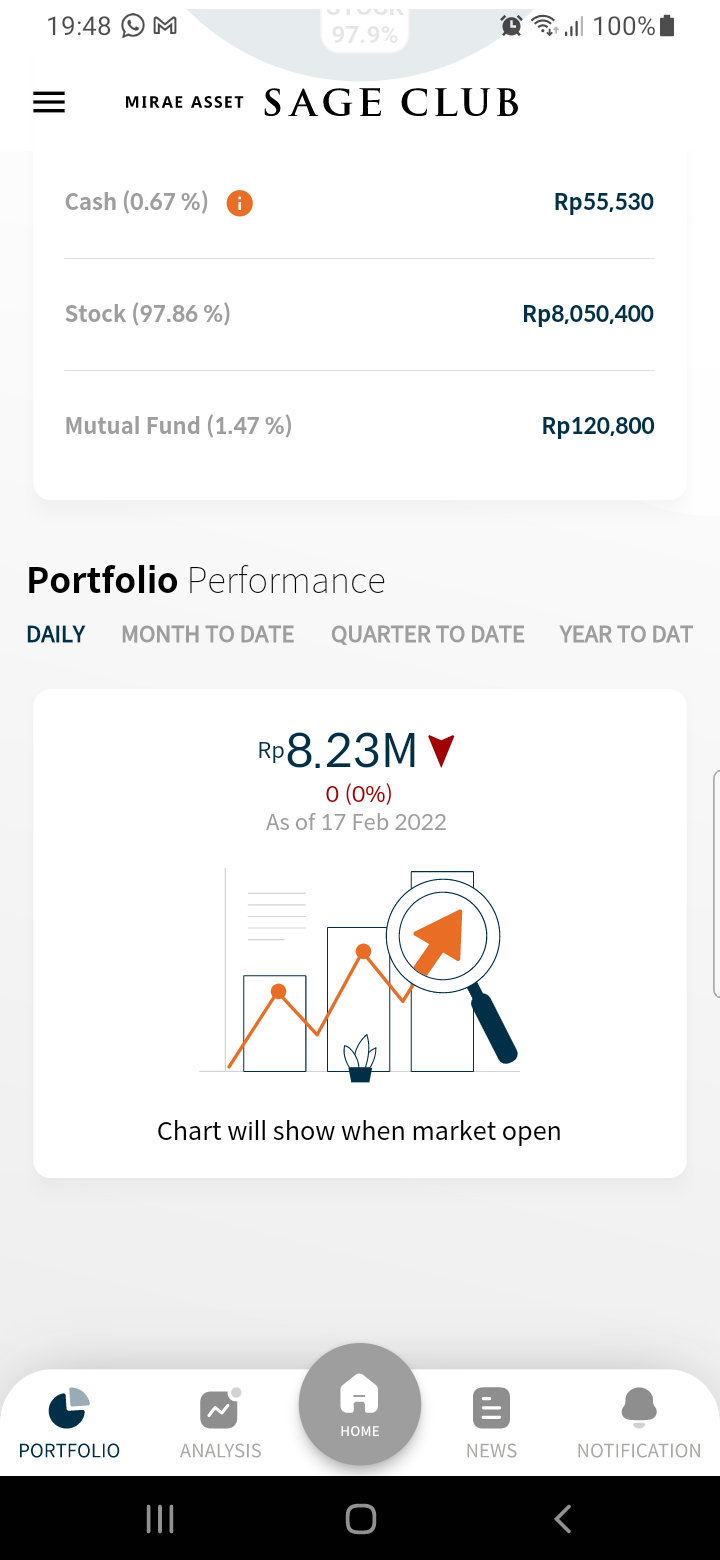 19:48 100%
STOCK
97.9%
MIRAE ASSET SAGE CLUB
Cash (0.67 %) i Rp55,530
Stock (97.86 %) Rp8,050,400
Mutual Fund (1.47 %) Rp120,800
Portfolio Performance
DAILY MONTH TO DATE QUARTER TO DATE YEAR TO DAT
Rp8.23M
0 (0%)
As of 17 Feb 2022
Chart will show when market open
HOME
PORTFOLIO ANALYSIS NEWS NOTIFICATION